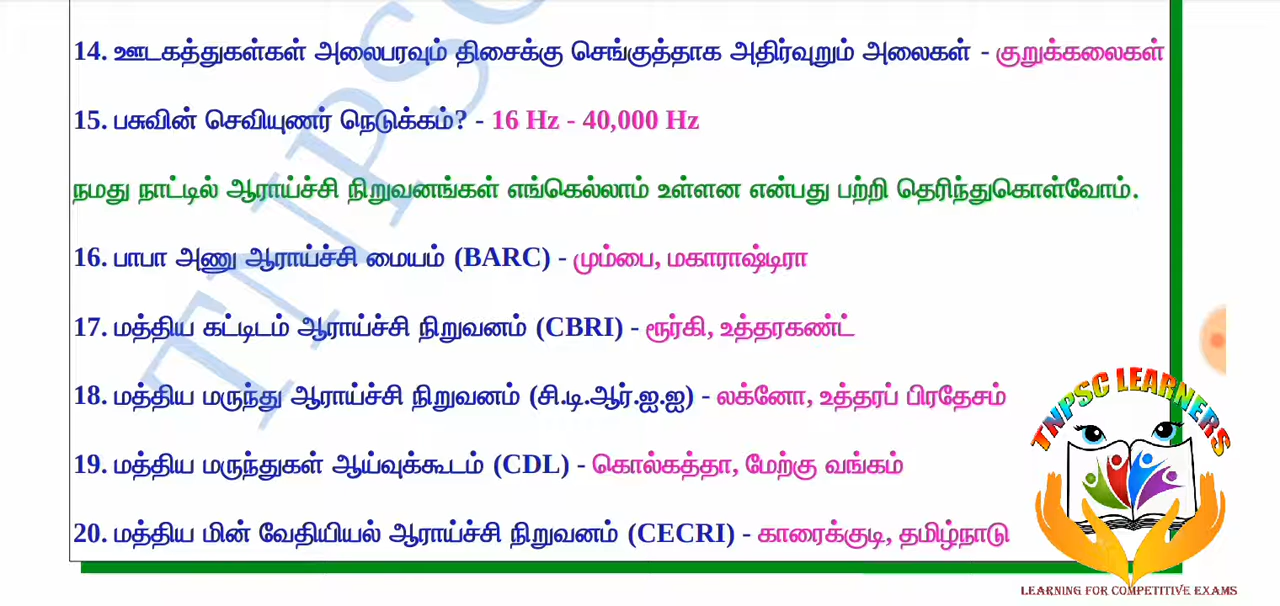 14. ஊடகத்துகள்கள் அலைபரவும் திசைக்கு செங்குத்தாக அதிர்வுறும் அலைகள் - குறுக்கலைகள்
15. பசுவின் செவியுணர் நெடுக்கம்? - 16 Hz - 40,000 Hz
நமது நாட்டில் ஆராய்ச்சி நிறுவனங்கள் எங்கெல்லாம் உள்ளன என்பது பற்றி தெரிந்துகொள்வோம்.
16. பாபா அணு ஆராய்ச்சி மையம் (BARC) - மும்பை, மகாராஷ்டிரா
17. மத்திய கட்டிடம் ஆராய்ச்சி நிறுவனம் (CBRI) - ரூர்கி, உத்தரகண்ட்
18. மத்திய மருந்து ஆராய்ச்சி நிறுவனம் (சி.டி.ஆர்.ஐ.ஐ) - லக்னோ, உத்தரப் பிரதேசம்
19. மத்திய மருந்துகள் ஆய்வுக்கூடம் (CDL) - கொல்கத்தா, மேற்கு வங்கம்
20. மத்திய மின் வேதியியல் ஆராய்ச்சி நிறுவனம் (CECRI) - காரைக்குடி, தமிழ்நாடு
TNPSC
TNPSC LEARNERS
LEARNING FOR COMPETITIVE EXAMS